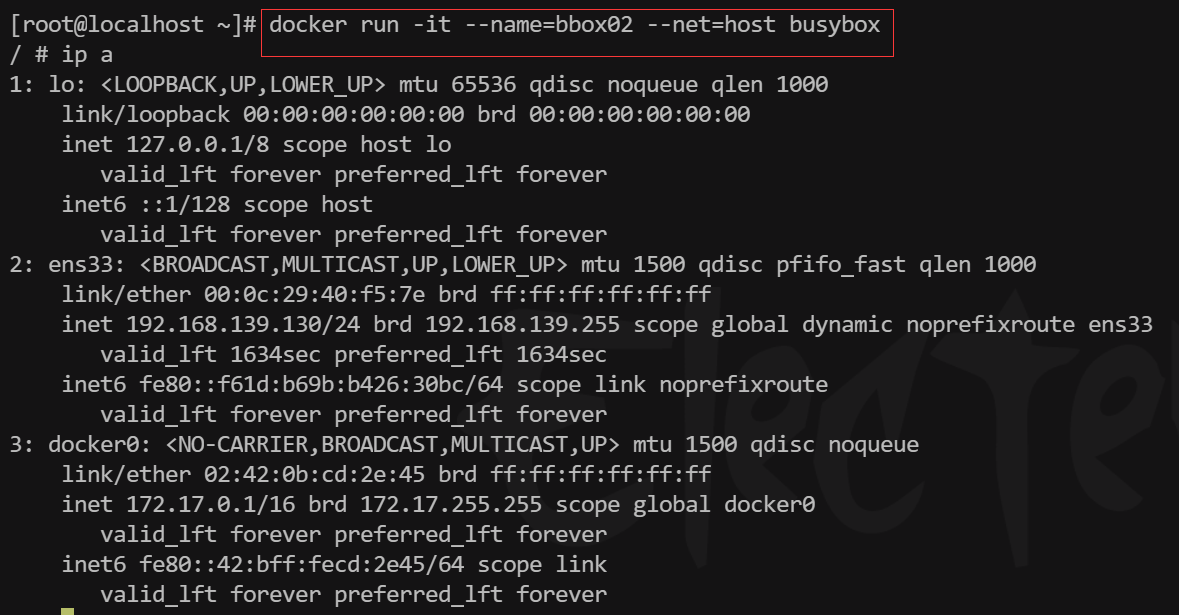 [root@localhost ~]# docker run -it --name=bbox02 --net=host busybox
/ # ip a
1: lo: <LOOPBACK,UP,LOWER_UP> mtu 65536 qdisc noqueue qlen 1000
    link/loopback 00:00:00:00:00:00 brd 00:00:00:00:00:00
    inet 127.0.0.1/8 scope host lo
       valid_lft forever preferred_lft forever
    inet6 ::1/128 scope host
       valid_lft forever preferred_lft forever
2: ens33: <BROADCAST,MULTICAST,UP,LOWER_UP> mtu 1500 qdisc pfifo_fast qlen 1000
    link/ether 00:0c:29:40:f5:7e brd ff:ff:ff:ff:ff:ff
    inet 192.168.139.130/24 brd 192.168.139.255 scope global dynamic noprefixroute ens33
       valid_lft 1634sec preferred_lft 1634sec
    inet6 fe80::f61d:b69b:b426:30bc/64 scope link noprefixroute
       valid_lft forever preferred_lft forever
3: docker0: <NO-CARRIER,BROADCAST,MULTICAST,UP> mtu 1500 qdisc noqueue
    link/ether 02:42:0b:cd:2e:45 brd ff:ff:ff:ff:ff:ff
    inet 172.17.0.1/16 brd 172.17.255.255 scope global docker0
       valid_lft forever preferred_lft forever
    inet6 fe80::42:bff:fecd:2e45/64 scope link
       valid_lft forever preferred_lft forever